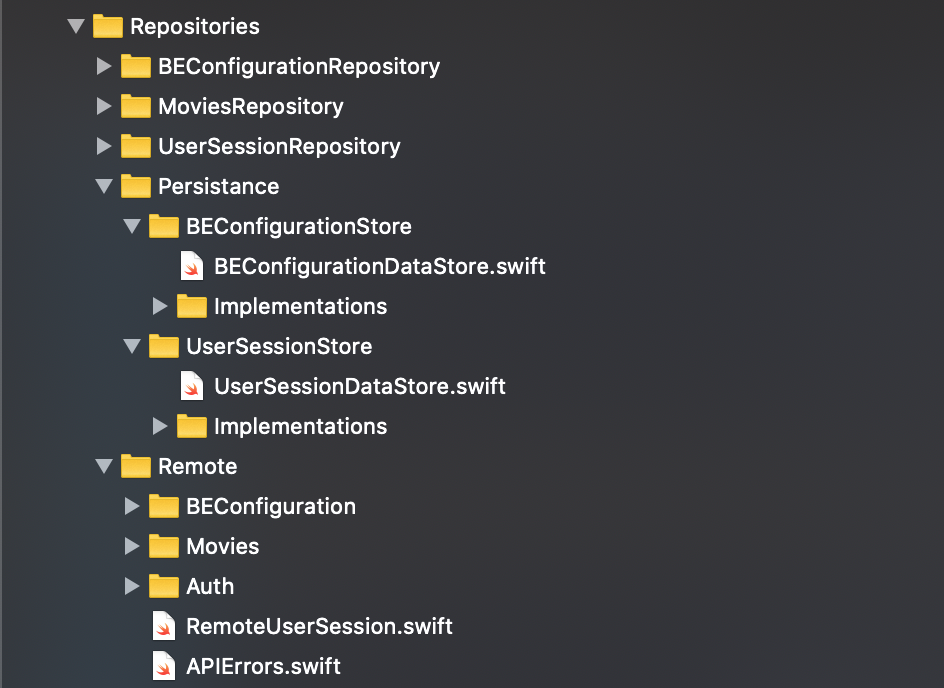 Repositories
BEConfigurationRepository
MoviesRepository
UserSessionRepository
Persistance
BEConfigurationStore
BEConfigurationDataStore.swift
Implementations
UserSessionStore
UserSessionDataStore.swift
Implementations
Remote
BEConfiguration
Movies
Auth
RemoteUserSession.swift
APIErrors.swift